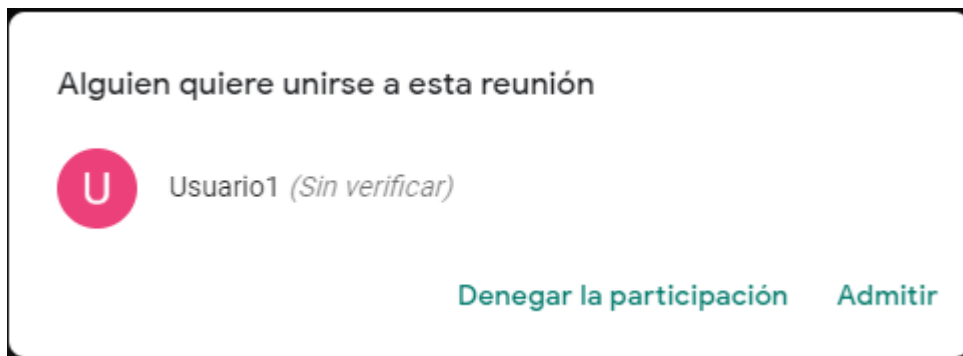 Alguien quiere unirse a esta reunión
U
Usuario1 (Sin verificar)
Denegar la participación
Admitir